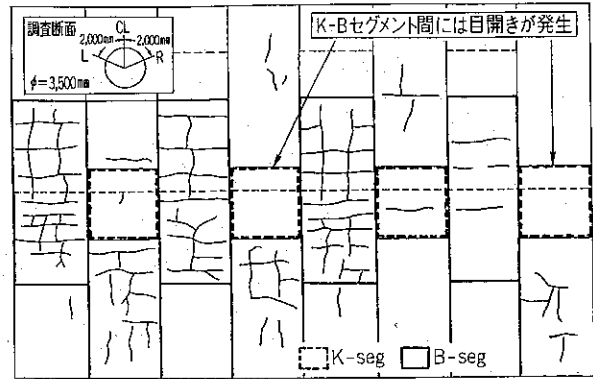 調査断面
CL
2,000mm
2,000mm
L
R
φ=3,500mm
K-Bセグメント間には目開きが発生
K-seg
B-seg